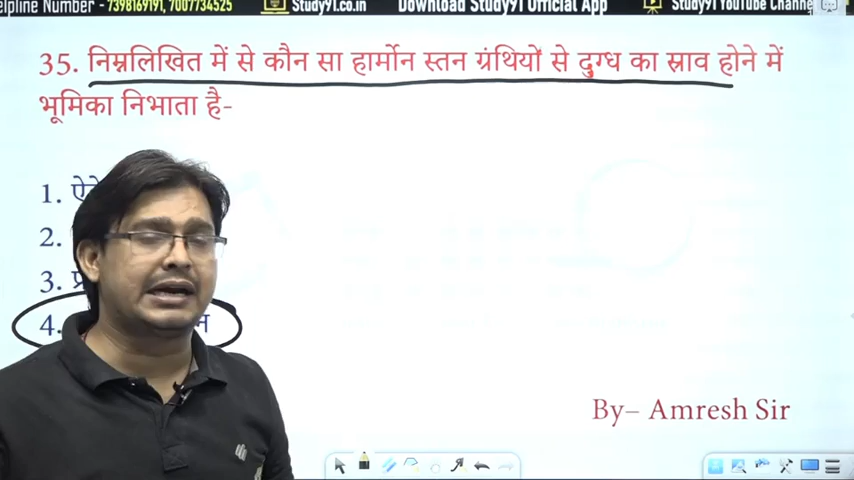 Helpline Number - 7398169191, 7007734525 Study91.co.in Download Study91 Official App Study91 YouTube Channel
35. निम्नलिखित में से कौन सा हार्मोन स्तन ग्रंथियों से दुग्ध का स्राव होने में
भूमिका निभाता है-
1.
2.
3.
4.
By– Amresh Sir